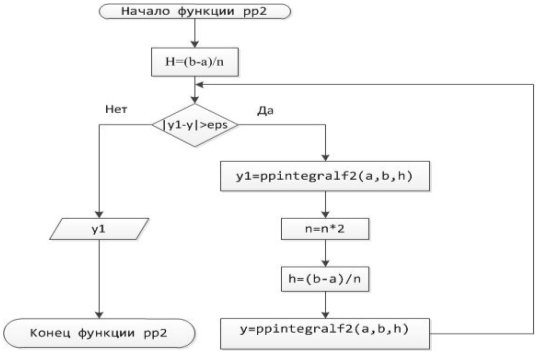 Начало функции pp2
H=(b-a)/n
Нет
|y1-y|>eps
Да
y1=ppintegralf2(a,b,h)
y1
n=n*2
h=(b-a)/n
y=ppintegralf2(a,b,h)
Конец функции pp2